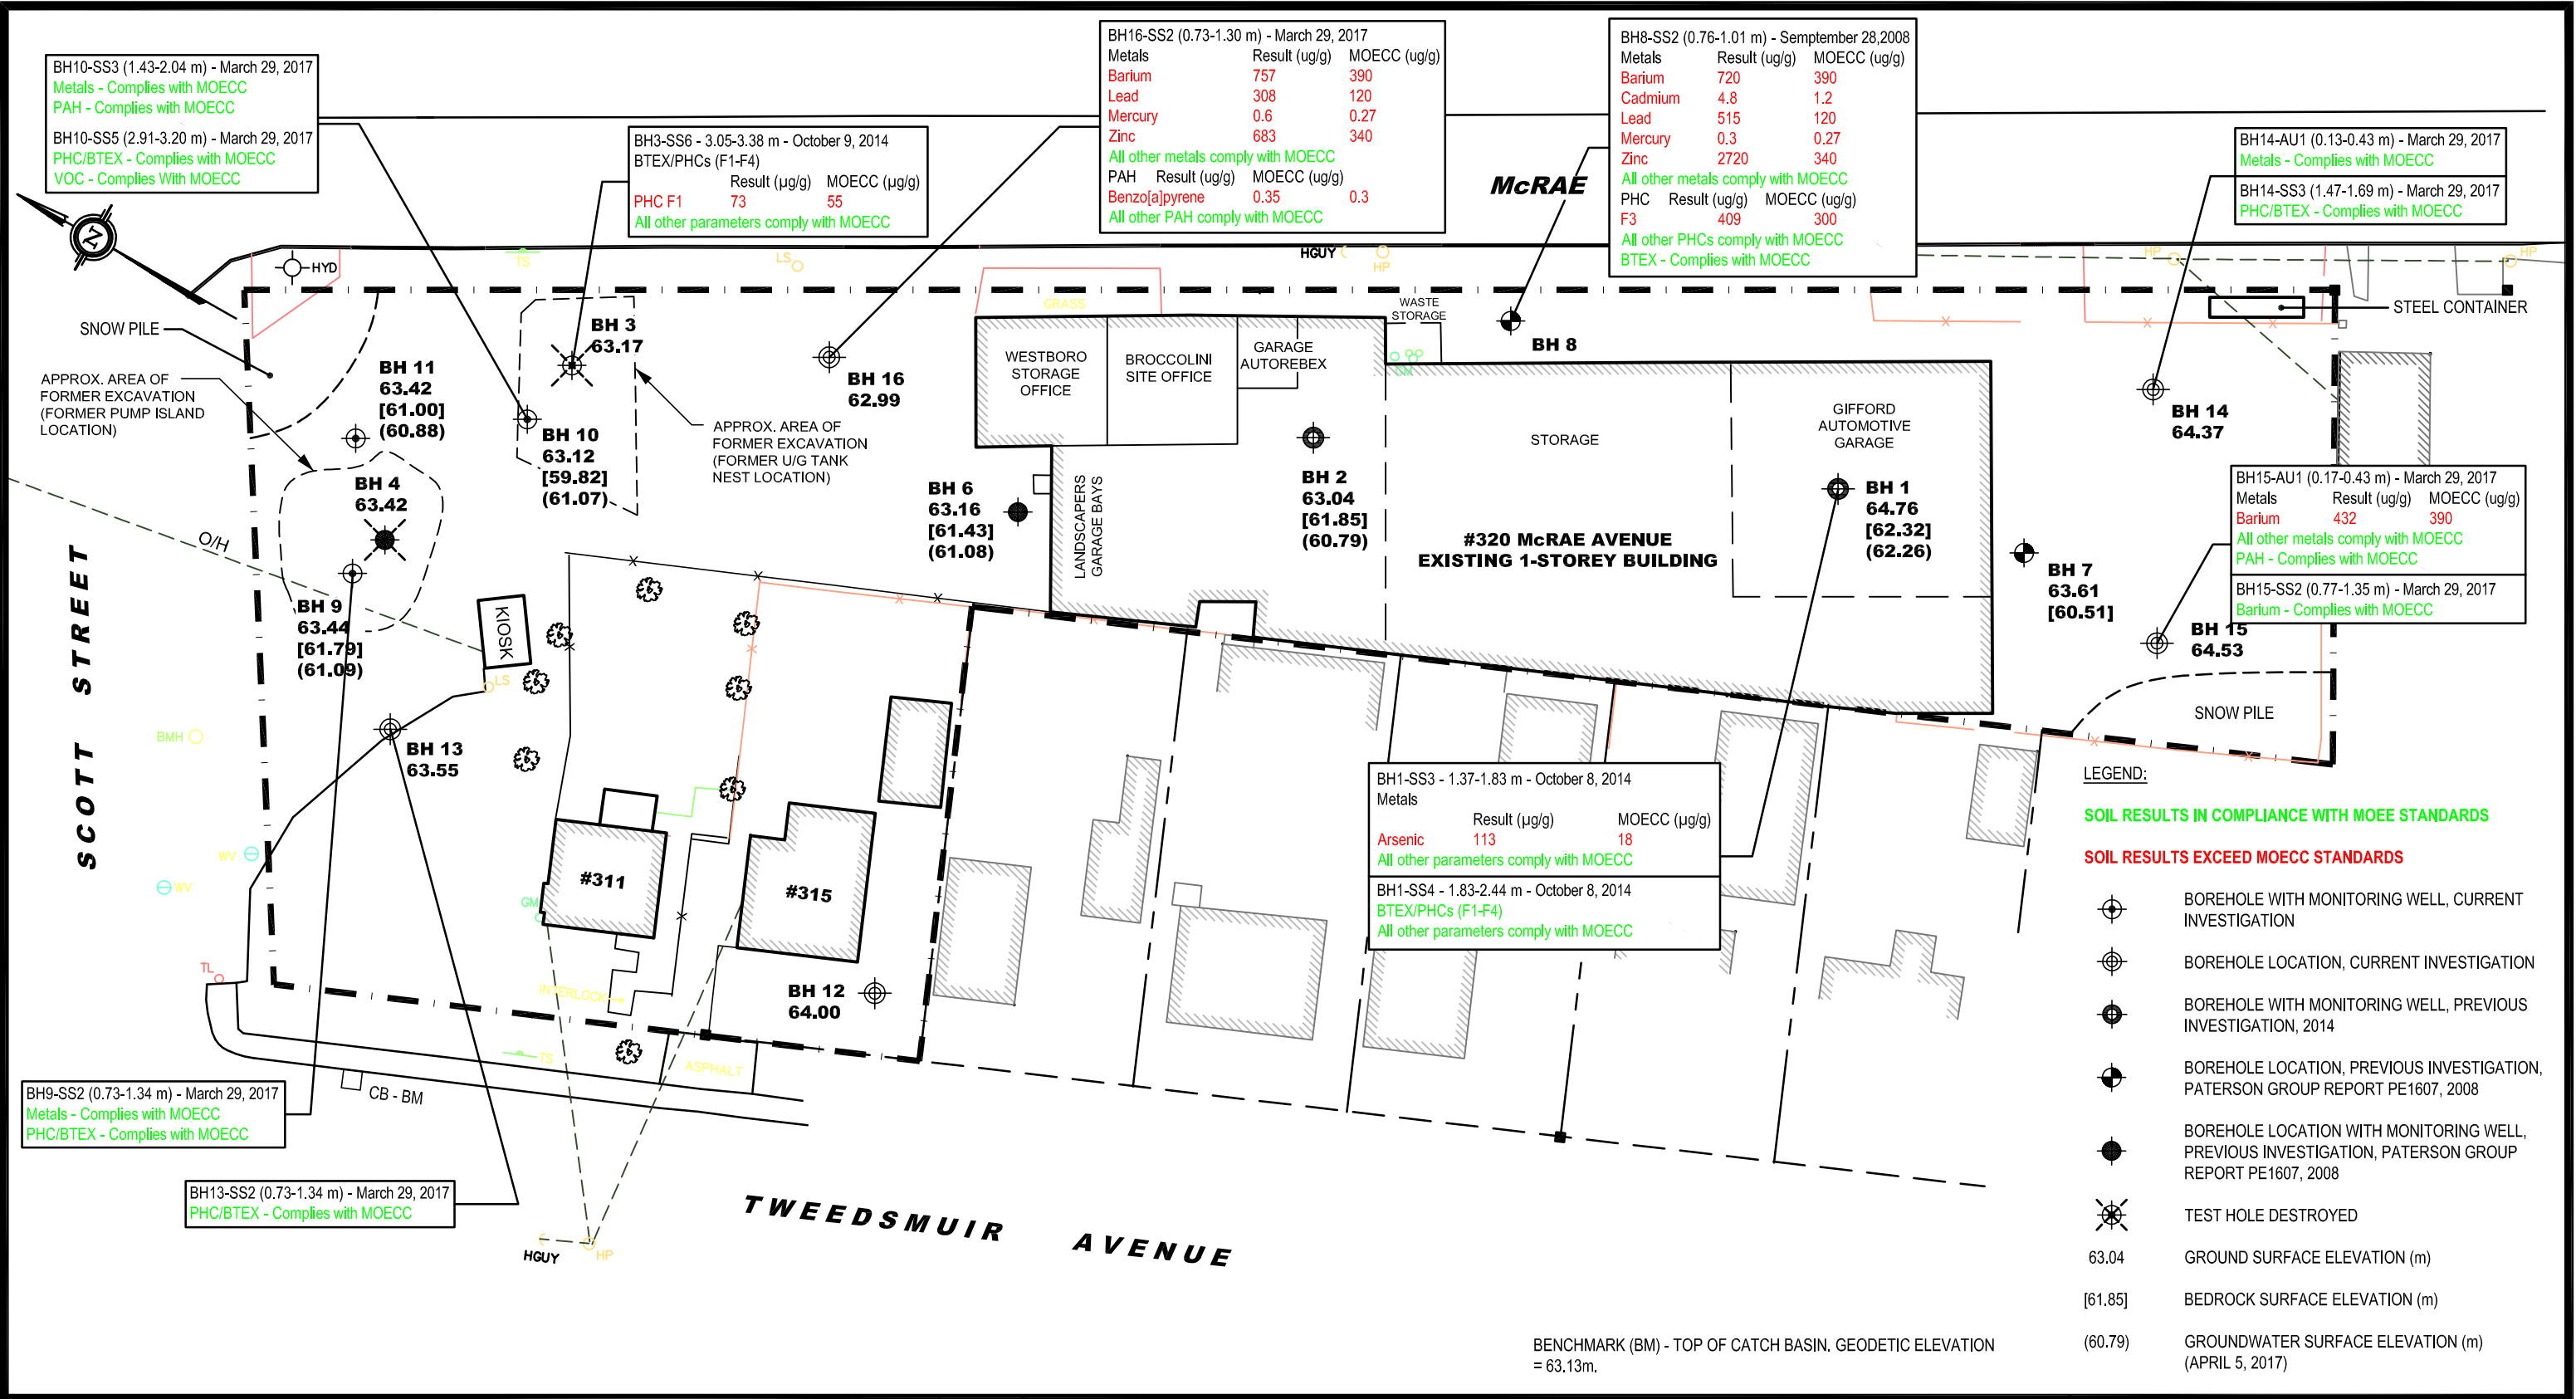 BH10-SS3 (1.43-2.04 m) - March 29, 2017
Metals - Complies with MOECC
PAH - Complies with MOECC
BH10-SS5 (2.91-3.20 m) - March 29, 2017
PHC/BTEX - Complies with MOECC
VOC - Complies With MOECC
BH3-SS6 - 3.05-3.38 m - October 9, 2014
BTEX/PHCs (F1-F4)
Result (µg/g) MOECC (µg/g)
PHC F1 73 55
All other parameters comply with MOECC
BH16-SS2 (0.73-1.30 m) - March 29, 2017
Metals Result (ug/g) MOECC (ug/g)
Barium 757 390
Lead 308 120
Mercury 0.6 0.27
Zinc 683 340
All other metals comply with MOECC
PAH Result (ug/g) MOECC (ug/g)
Benzo[a]pyrene 0.35 0.3
All other PAH comply with MOECC
BH8-SS2 (0.76-1.01 m) - Semptember 28,2008
Metals Result (ug/g) MOECC (ug/g)
Barium 720 390
Cadmium 4.8 1.2
Lead 515 120
Mercury 0.3 0.27
Zinc 2720 340
All other metals comply with MOECC
PHC Result (ug/g) MOECC (ug/g)
F3 409 300
All other PHCs comply with MOECC
BTEX - Complies with MOECC
BH14-AU1 (0.13-0.43 m) - March 29, 2017
Metals - Complies with MOECC
BH14-SS3 (1.47-1.69 m) - March 29, 2017
PHC/BTEX - Complies with MOECC
McRAE
N
HYD
TS
LS
HGUY
HP
HP
HP
SNOW PILE
GRASS
WASTE
STORAGE
STEEL CONTAINER
APPROX. AREA OF
FORMER EXCAVATION
(FORMER PUMP ISLAND
LOCATION)
BH 11
63.42
[61.00]
(60.88)
BH 3
63.17
BH 10
63.12
[59.82]
(61.07)
APPROX. AREA OF
FORMER EXCAVATION
(FORMER U/G TANK
NEST LOCATION)
BH 16
62.99
WESTBORO
STORAGE
OFFICE
BROCCOLINI
SITE OFFICE
GARAGE
AUTOREBEX
GM
BH 8
STORAGE
GIFFORD
AUTOMOTIVE
GARAGE
BH 14
64.37
BH 4
63.42
BH 6
63.16
[61.43]
(61.08)
LANDSCAPERS
GARAGE BAYS
BH 2
63.04
[61.85]
(60.79)
#320 McRAE AVENUE
EXISTING 1-STOREY BUILDING
BH 1
64.76
[62.32]
(62.26)
BH 7
63.61
[60.51]
BH15-AU1 (0.17-0.43 m) - March 29, 2017
Metals Result (ug/g) MOECC (ug/g)
Barium 432 390
All other metals comply with MOECC
PAH - Complies with MOECC
BH15-SS2 (0.77-1.35 m) - March 29, 2017
Barium - Complies with MOECC
BH 15
64.53
SNOW PILE
O/H
SCOTT STREET
BH 9
63.44
[61.79]
(61.09)
KIOSK
LS
BMH
BH 13
63.55
WV
WV
TL
GM
#311
#315
INTERLOCK
BH 12
64.00
TS
ASPHALT
CB - BM
BH1-SS3 - 1.37-1.83 m - October 8, 2014
Metals
Result (µg/g) MOECC (µg/g)
Arsenic 113 18
All other parameters comply with MOECC
BH1-SS4 - 1.83-2.44 m - October 8, 2014
BTEX/PHCs (F1-F4)
All other parameters comply with MOECC
BH9-SS2 (0.73-1.34 m) - March 29, 2017
Metals - Complies with MOECC
PHC/BTEX - Complies with MOECC
BH13-SS2 (0.73-1.34 m) - March 29, 2017
PHC/BTEX - Complies with MOECC
HGUY
HP
TWEEDSMUIR AVENUE
LEGEND:
SOIL RESULTS IN COMPLIANCE WITH MOEE STANDARDS
SOIL RESULTS EXCEED MOECC STANDARDS
BOREHOLE WITH MONITORING WELL, CURRENT
INVESTIGATION
BOREHOLE LOCATION, CURRENT INVESTIGATION
BOREHOLE WITH MONITORING WELL, PREVIOUS
INVESTIGATION, 2014
BOREHOLE LOCATION, PREVIOUS INVESTIGATION,
PATERSON GROUP REPORT PE1607, 2008
BOREHOLE LOCATION WITH MONITORING WELL,
PREVIOUS INVESTIGATION, PATERSON GROUP
REPORT PE1607, 2008
TEST HOLE DESTROYED
63.04 GROUND SURFACE ELEVATION (m)
[61.85] BEDROCK SURFACE ELEVATION (m)
(60.79) GROUNDWATER SURFACE ELEVATION (m)
(APRIL 5, 2017)
BENCHMARK (BM) - TOP OF CATCH BASIN. GEODETIC ELEVATION
= 63.13m.